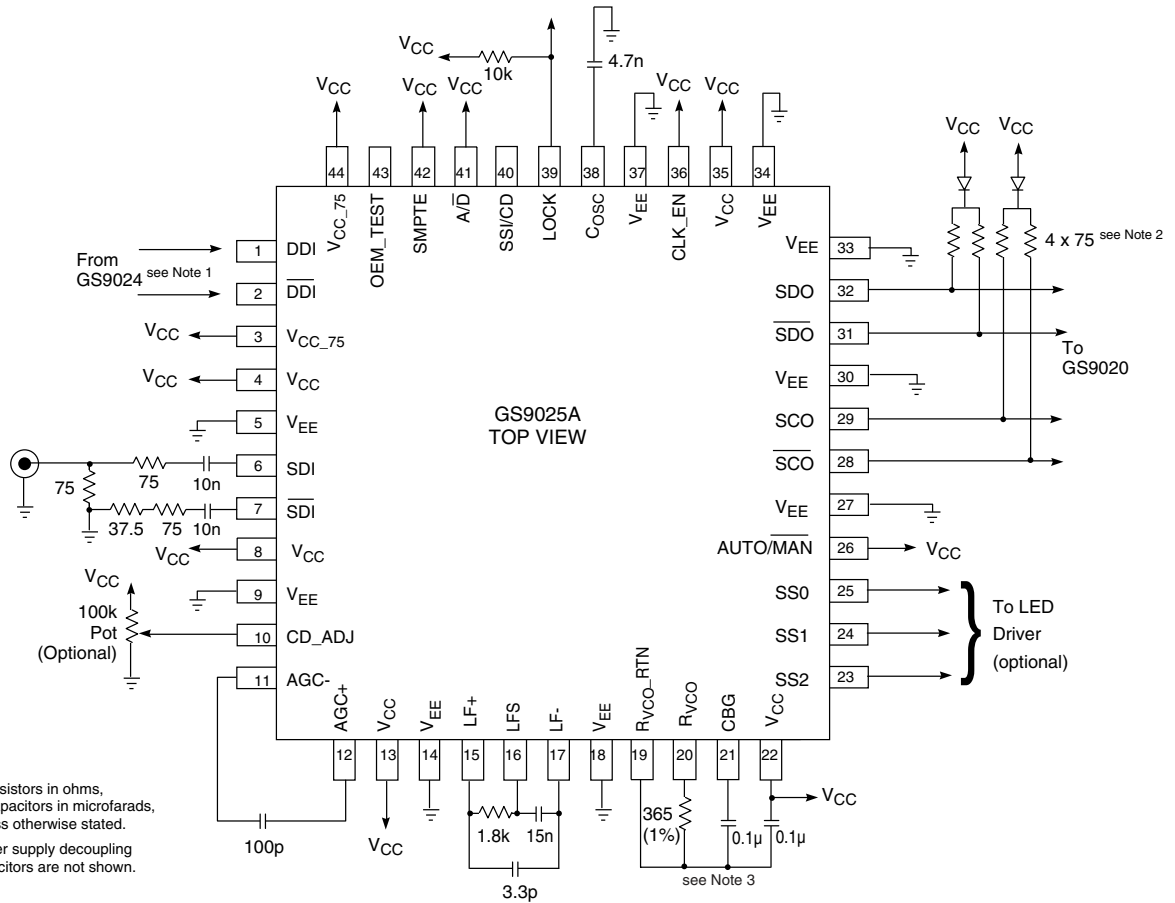 VCC
10k
4.7n
VCC
VCC
VCC
VCC
VCC
VCC
VCC
44
43
42
41
40
39
38
37
36
35
34
VCC_75
OEM_TEST
SMPTE
A/D
SSI/CD
LOCK
COSC
VEE
CLK_EN
VCC
VEE
From
GS9024 see Note 1
1 DDI
2 DDI
VCC 3 VCC_75
VCC 4 VCC
5 VEE
6 SDI
75
75
10n
7 SDI
37.5
75
10n
VCC 8 VCC
9 VEE
VCC
100k
Pot
(Optional)
10 CD_ADJ
11 AGC-
GS9025A
TOP VIEW
VEE 33
SDO 32
SDO 31
VEE 30
SCO 29
SCO 28
VEE 27
AUTO/MAN 26 VCC
SS0 25
SS1 24
SS2 23
4 x 75 see Note 2
To
GS9020
To LED
Driver
(optional)
AGC+
VCC
VEE
LF+
LFS
LF-
VEE
RVCO_RTN
RVCO
CBG
VCC
12
13
14
15
16
17
18
19
20
21
22
100p
VCC
1.8k
15n
3.3p
365
(1%)
0.1µ
0.1µ
VCC
see Note 3
sistors in ohms,
pacitors in microfarads,
s otherwise stated.
er supply decoupling
citors are not shown.